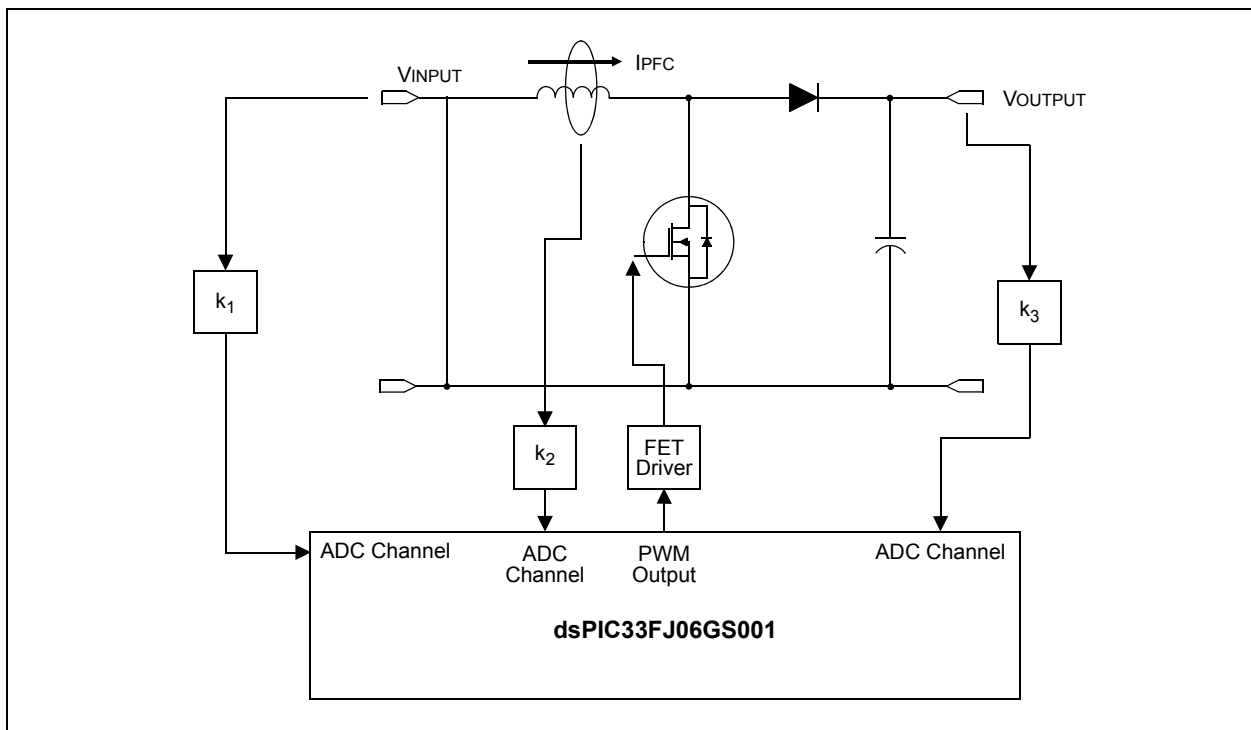 IPFC
VINPUT
VOUTPUT
k1
k3
k2
FET
Driver
ADC Channel
ADC
Channel
PWM
Output
ADC Channel
dsPIC33FJ06GS001